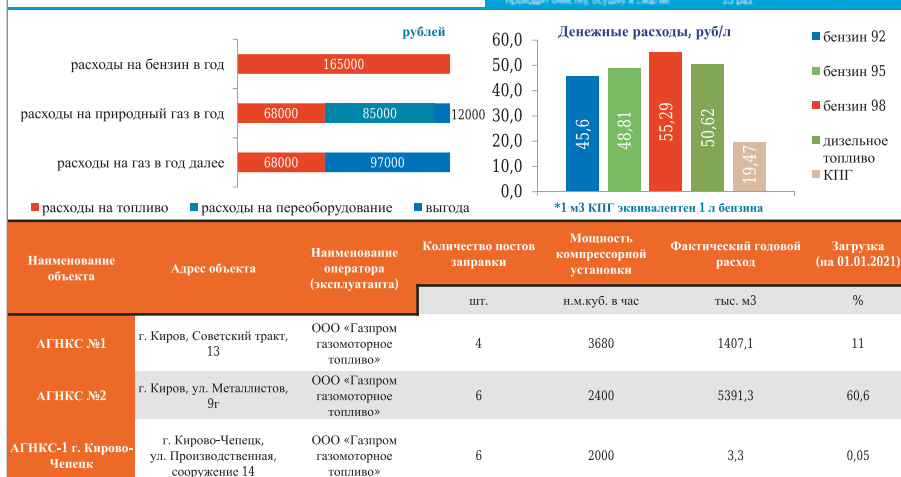 проходит очистку, осушку и сжатие
10 раз.
рублей
расходы на бензин в год
165000
расходы на природный газ в год
68000
85000
12000
расходы на газ в год далее
68000
97000
расходы на топливо
расходы на переоборудование
выгода
Денежные расходы, руб/л
60,0
50,0
40,0
30,0
20,0
10,0
0,0
45,6
48,81
55,29
50,62
19,47
бензин 92
бензин 95
бензин 98
дизельное
топливо
КПГ
*1 м3 КПГ эквивалентен 1 л бензина
Наименование
объекта
Адрес объекта
Наименование
оператора
(эксплуатанта)
Количество постов
заправки
Мощность
компрессорной
установки
Фактический годовой
расход
Загрузка
(на 01.01.2021)
шт.
н.м.куб. в час
тыс. м3
%
АГНКС №1
г. Киров, Советский тракт,
13
ООО «Газпром
газомоторное
топливо»
4
3680
1407,1
11
АГНКС №2
г. Киров, ул. Металлистов,
9г
ООО «Газпром
газомоторное
топливо»
6
2400
5391,3
60,6
АГНКС-1 г. Кирово-
Чепецк
г. Кирово-Чепецк,
ул. Производственная,
сооружение 14
ООО «Газпром
газомоторное
топливо»
6
2000
3,3
0,05